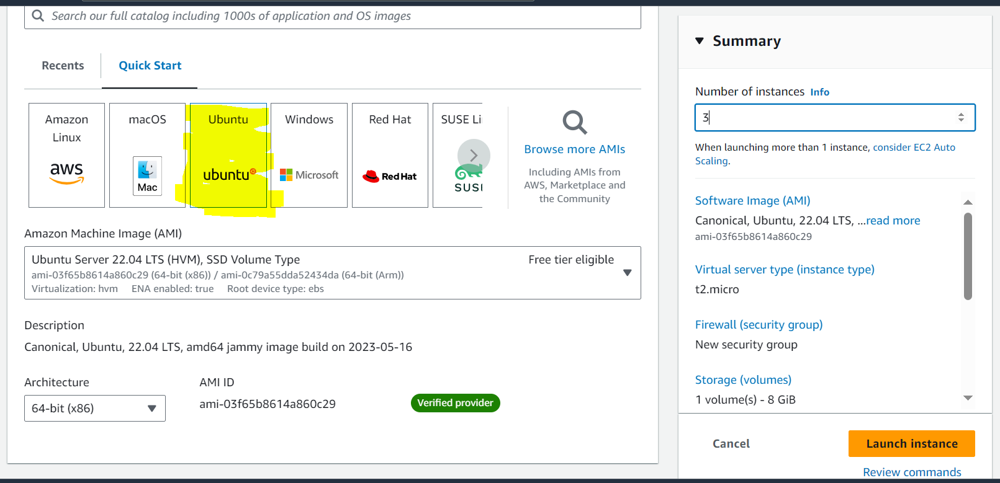 Search our full catalog including 1000s of application and OS images
Recents
Quick Start
Amazon
Linux
aws
macOS
Mac
Ubuntu
ubuntu
Windows
Microsoft
Red Hat
Red Hat
SUSE Li
SUS
Browse more AMIs
Including AMIs from
AWS, Marketplace and
the Community
Amazon Machine Image (AMI)
Ubuntu Server 22.04 LTS (HVM), SSD Volume Type
Free tier eligible
ami-03f65b8614a860c29 (64-bit (x86)) / ami-0c79a55dda52434da (64-bit (Arm))
Virtualization: hvm ENA enabled: true Root device type: ebs
Description
Canonical, Ubuntu, 22.04 LTS, amd64 jammy image build on 2023-05-16
Architecture
64-bit (x86)
AMI ID
ami-03f65b8614a860c29
Verified provider
Summary
Number of instances Info
3
When launching more than 1 instance, consider EC2 Auto
Scaling.
Software Image (AMI)
Canonical, Ubuntu, 22.04 LTS, ...read more
ami-03f65b8614a860c29
Virtual server type (instance type)
t2.micro
Firewall (security group)
New security group
Storage (volumes)
1 volume(s) - 8 GiB
Cancel
Launch instance
Review commands